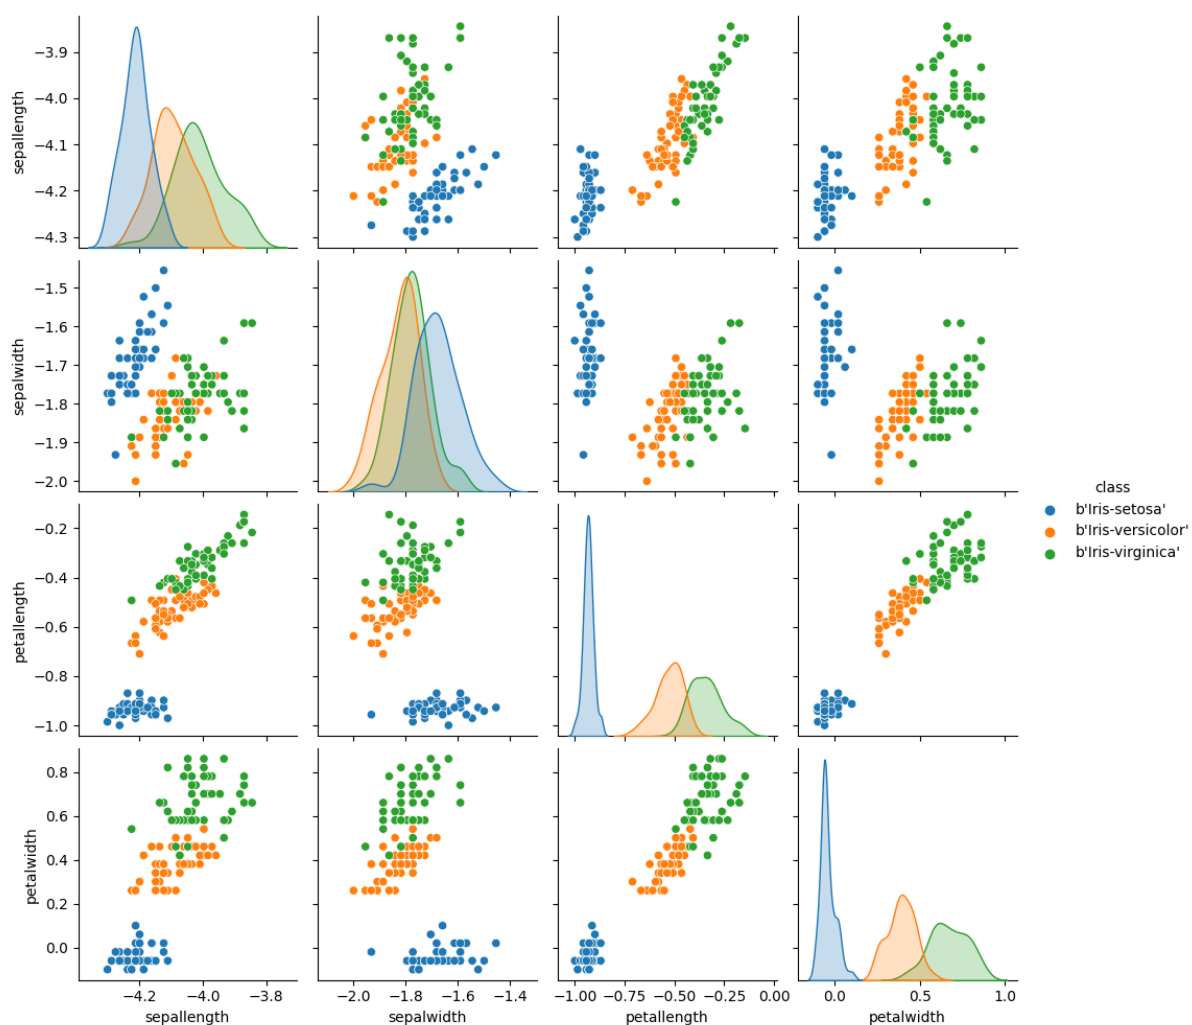 sepallength
−3.9
−4.0
−4.1
−4.2
−4.3
sepalwidth
−1.5
−1.6
−1.7
−1.8
−1.9
−2.0
petallength
−0.2
−0.4
−0.6
−0.8
−1.0
petalwidth
0.8
0.6
0.4
0.2
0.0
−4.2 −4.0 −3.8
sepallength
−2.0 −1.8 −1.6 −1.4
sepalwidth
−1.00 −0.75 −0.50 −0.25 0.00
petallength
0.0 0.5 1.0
petalwidth
class
b'Iris-setosa'
b'Iris-versicolor'
b'Iris-virginica'